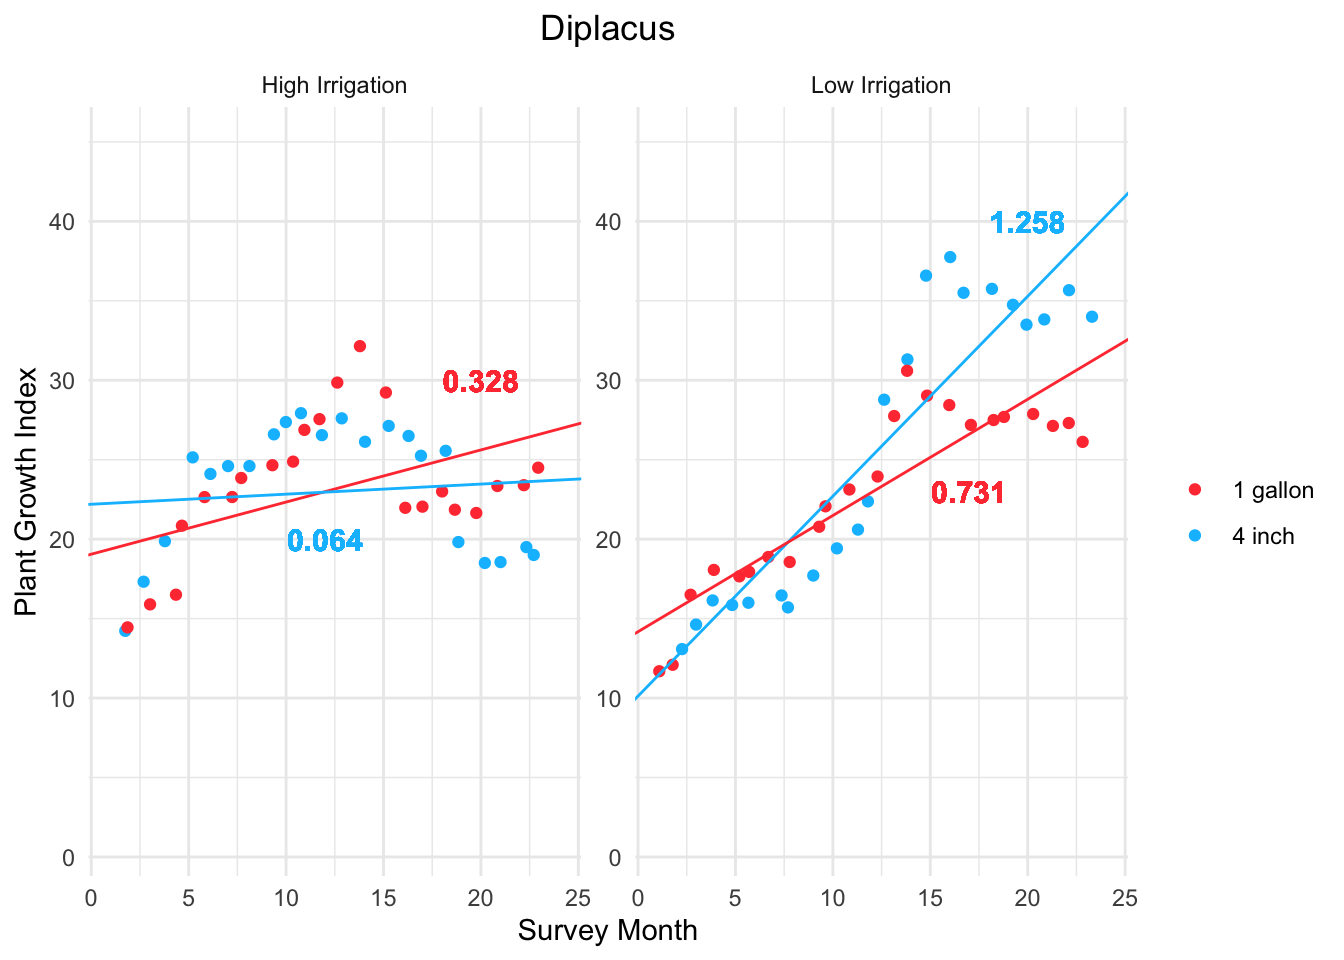 Diplacus
High Irrigation
Low Irrigation
Plant Growth Index
40
30
20
10
0
0.328
0.064
0 5 10 15 20 25
40
30
20
10
0
1.258
0.731
0 5 10 15 20 25
Survey Month
1 gallon
4 inch